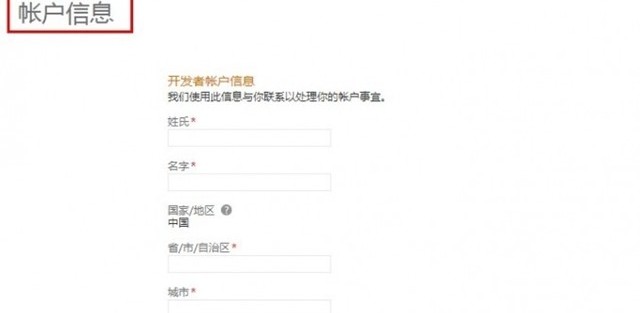 帐户信息
开发者帐户信息
我们使用此信息与你联系以处理你的帐户事宜。
姓氏*
名字*
国家/地区 ?
中国
省/市/自治区*
城市*